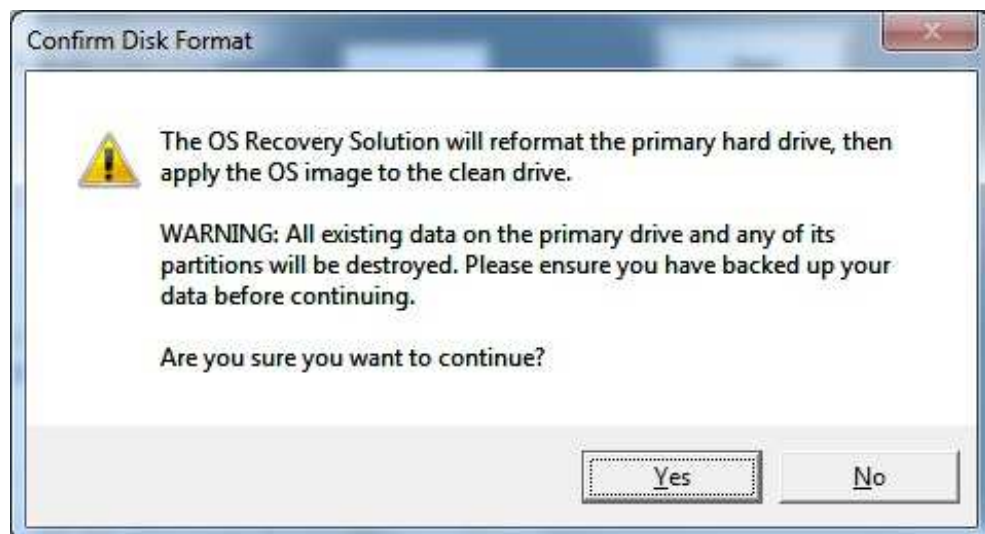 Confirm Disk Format
The OS Recovery Solution will reformat the primary hard drive, then
apply the OS image to the clean drive.
WARNING: All existing data on the primary drive and any of its
partitions will be destroyed. Please ensure you have backed up your
data before continuing.
Are you sure you want to continue?
Yes No